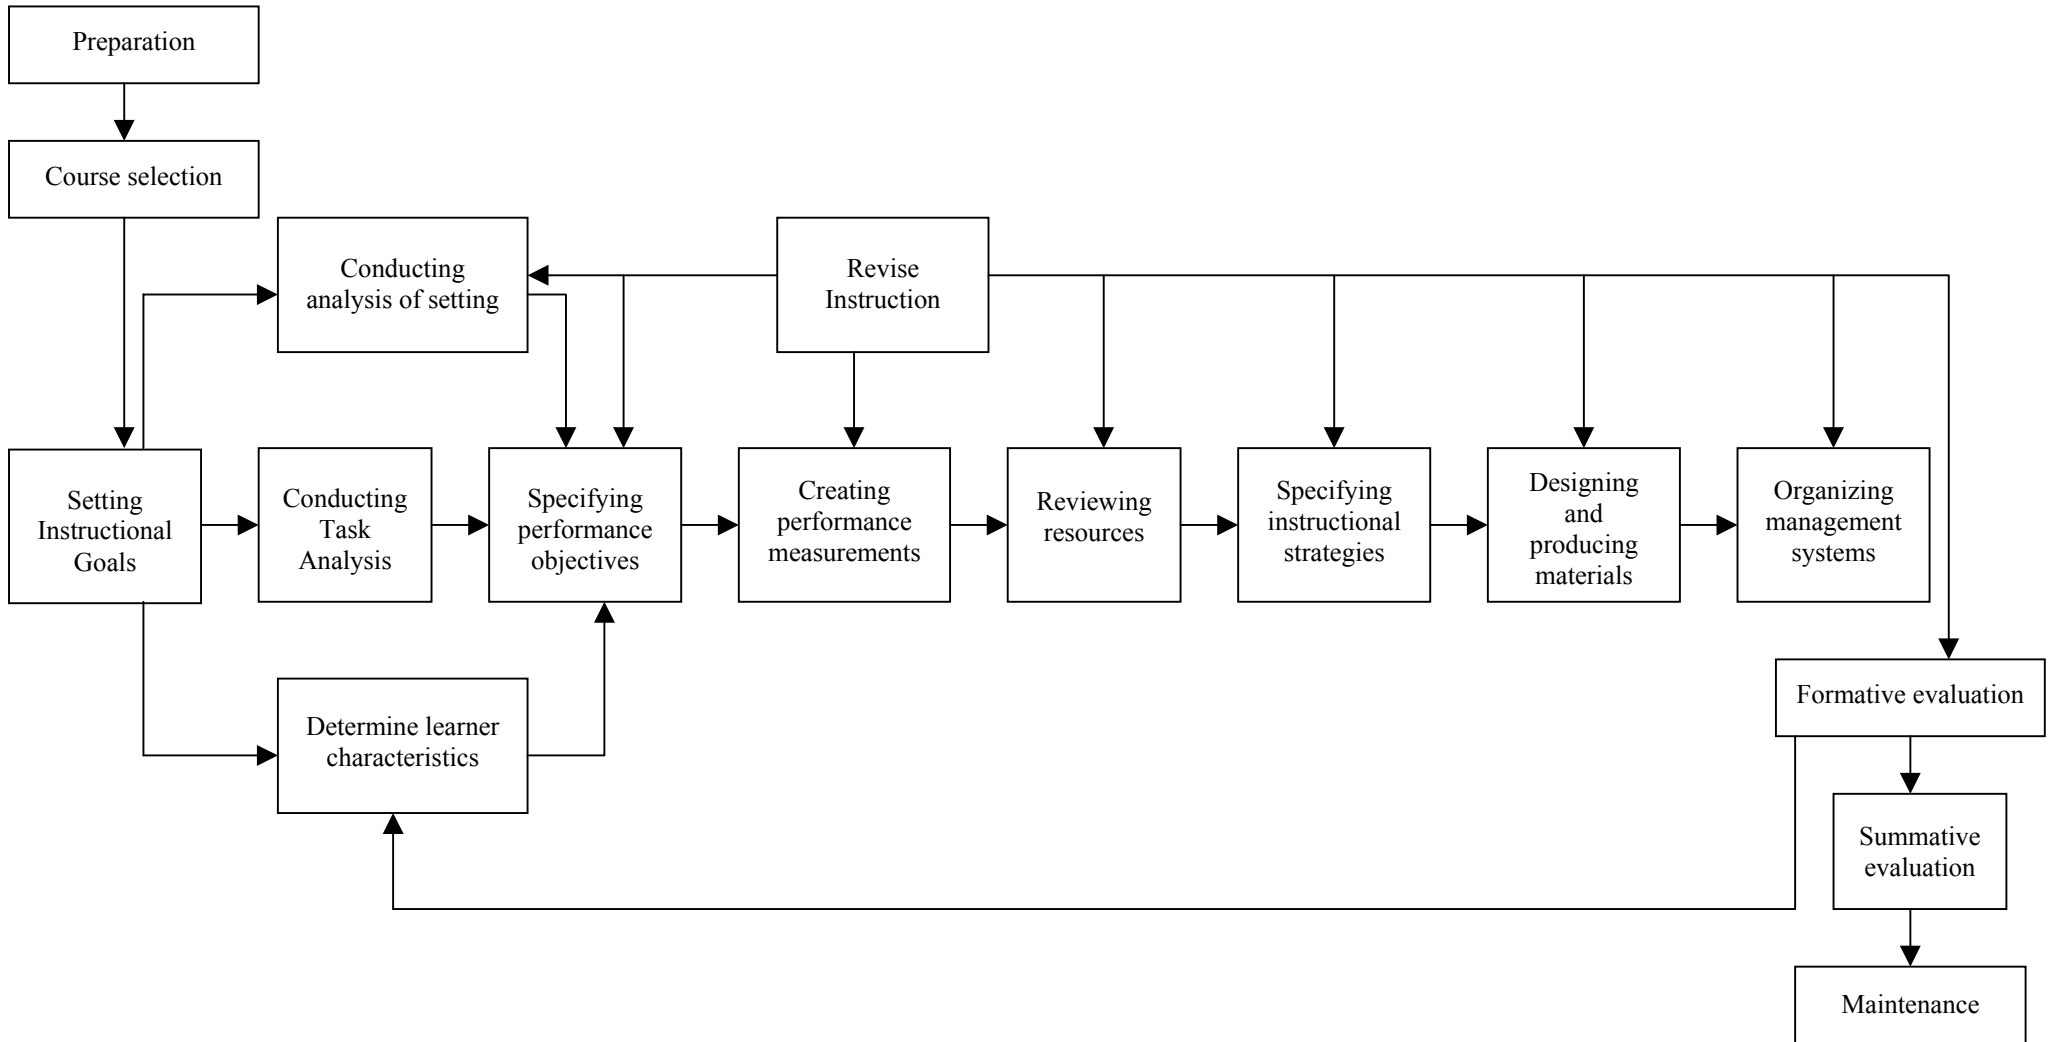 Preparation
Course selection
Conducting
analysis of setting
Revise
Instruction
Setting
Instructional
Goals
Conducting
Task
Analysis
Specifying
performance
objectives
Creating
performance
measurements
Reviewing
resources
Specifying
instructional
strategies
Designing
and
producing
materials
Organizing
management
systems
Determine learner
characteristics
Formative evaluation
Summative
evaluation
Maintenance